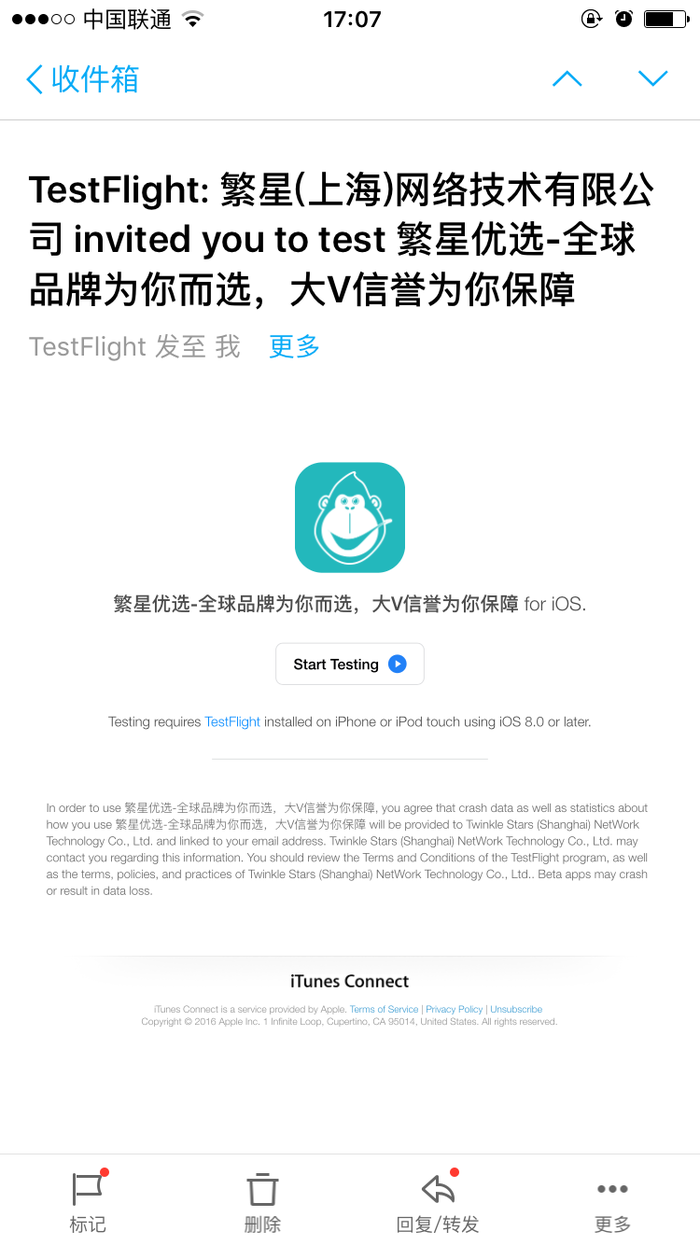 中国联通 17:07
收件箱
TestFlight: 繁星(上海)网络技术有限公
司 invited you to test 繁星优选-全球
品牌为你而选，大V信誉为你保障
TestFlight 发至 我 更多
繁星优选-全球品牌为你而选，大V信誉为你保障 for iOS.
Start Testing
Testing requires TestFlight installed on iPhone or iPod touch using iOS 8.0 or later.
In order to use 繁星优选-全球品牌为你而选，大V信誉为你保障, you agree that crash data as well as statistics about
how you use 繁星优选-全球品牌为你而选，大V信誉为你保障 will be provided to Twinkle Stars (Shanghai) NetWork
Technology Co., Ltd. and linked to your email address. Twinkle Stars (Shanghai) NetWork Technology Co., Ltd. may
contact you regarding this information. You should review the Terms and Conditions of the TestFlight program, as well
as the terms, policies, and practices of Twinkle Stars (Shanghai) NetWork Technology Co., Ltd.. Beta apps may crash
or result in data loss.
iTunes Connect
iTunes Connect is a service provided by Apple. Terms of Service | Privacy Policy | Unsubscribe
Copyright © 2016 Apple Inc. 1 Infinite Loop, Cupertino, CA 95014, United States. All rights reserved.
标记 删除 回复/转发 更多